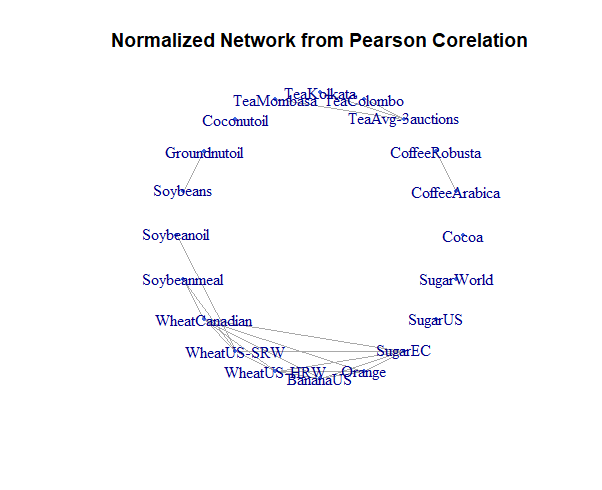 Normalized Network from Pearson Corelation
TeaKolkata
TeaMombasa TeaColombo
Coconutoil TeaAvg-3auctions
Groundnutoil CoffeeRobusta
Soybeans CoffeeArabica
Soybeanoil Cocoa
Soybeanmeal SugarWorld
WheatCanadian SugarUS
WheatUS-SRW SugarEC
WheatUS-HRW Orange
BananaUS